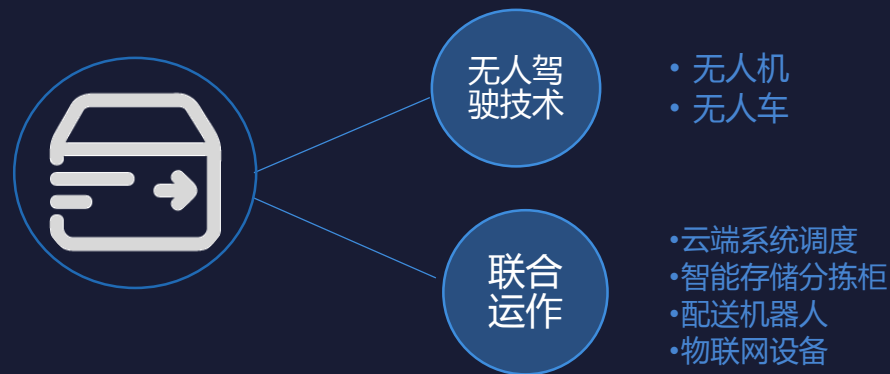 无人驾
驶技术
• 无人机
• 无人车
联合
运作
•云端系统调度
•智能存储分拣柜
•配送机器人
•物联网设备